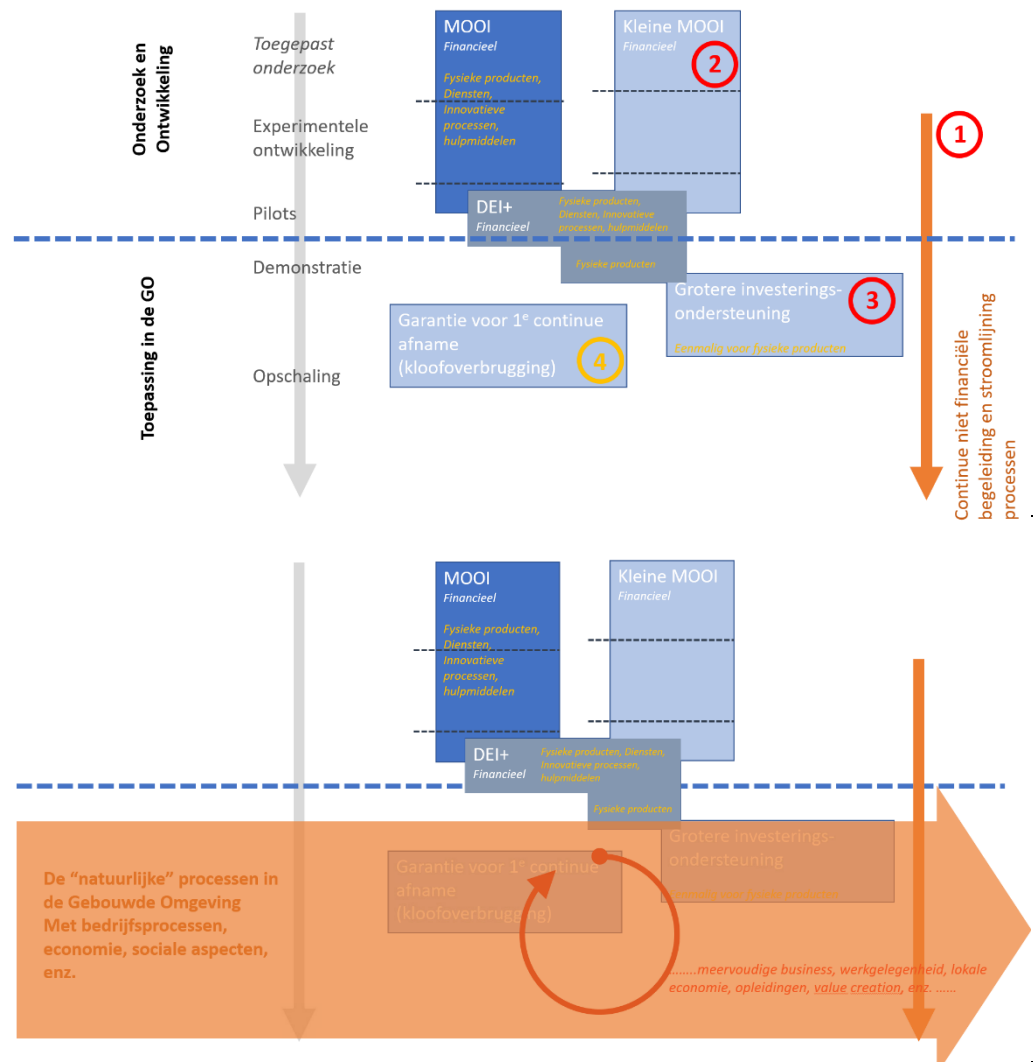 Onderzoek en
Ontwikkeling
Toegepast
onderzoek
Experimentele
ontwikkeling
Pilots
MOOI
Financieel
Fysieke producten,
Diensten,
Innovatieve
processen,
hulpmiddelen
Kleine MOOI
Financieel
2
1
DEI+
Financieel
Fysieke producten,
Diensten, Innovatieve
processen, hulpmiddelen
Fysieke producten
Toepassing in de GO
Demonstratie
Opschaling
Garantie voor 1e continue
afname
(kloofoverbrugging)
4
Grotere investerings-
ondersteuning
Eenmalig voor fysieke producten
3
Continue niet financiële
begeleiding en stroomlijning
processen
.
MOOI
Financieel
Fysieke producten,
Diensten,
Innovatieve
processen,
hulpmiddelen
Kleine MOOI
Financieel
DEI+
Financieel
Fysieke producten, Diensten,
Innovatieve processen,
hulpmiddelen
Fysieke producten
Garantie voor 1e continue
afname
(kloofoverbrugging)
Grotere investerings-
ondersteuning
De “natuurlijke” processen in
de Gebouwde Omgeving
Met bedrijfsprocessen,
economie, sociale aspecten,
enz.
........meervoudige business, werkgelegenheid, lokale
economie, opleidingen, value creation, enz. ......
.